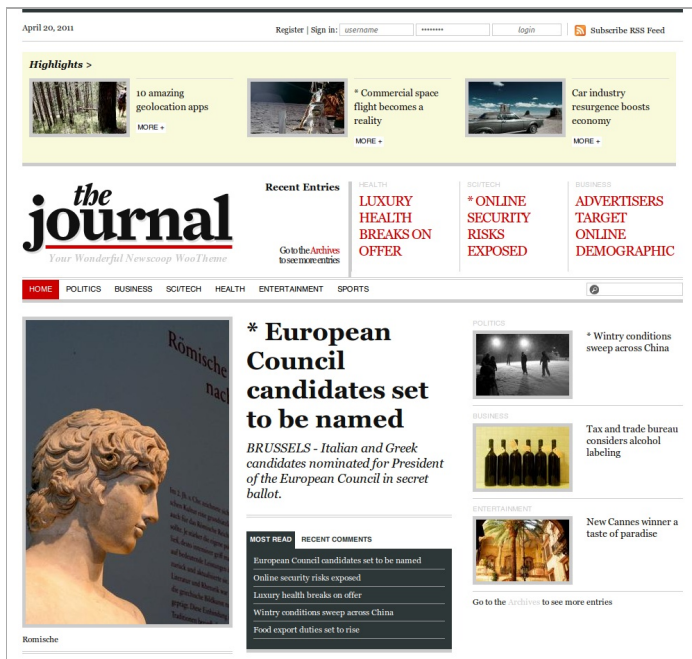 April 20, 2011
Register | Sign in:
username
••••••••
login
Subscribe RSS Feed
Highlights >
10 amazing
geolocation apps
MORE +
* Commercial space
flight becomes a
reality
MORE +
Car industry
resurgence boosts
economy
MORE +
the
journal
Your Wonderful Newscoop WooTheme
Recent Entries
Go to the Archives
to see more entries
HEALTH
LUXURY
HEALTH
BREAKS ON
OFFER
SCI/TECH
* ONLINE
SECURITY
RISKS
EXPOSED
BUSINESS
ADVERTISERS
TARGET
ONLINE
DEMOGRAPHIC
HOME POLITICS BUSINESS SCI/TECH HEALTH ENTERTAINMENT SPORTS
Römische
nac
Romische
* European
Council
candidates set
to be named
BRUSSELS - Italian and Greek
candidates nominated for President
of the European Council in secret
ballot.
MOST READ RECENT COMMENTS
European Council candidates set to be named
Online security risks exposed
Luxury health breaks on offer
Wintry conditions sweep across China
Food export duties set to rise
POLITICS
* Wintry conditions
sweep across China
BUSINESS
Tax and trade bureau
considers alcohol
labeling
ENTERTAINMENT
New Cannes winner a
taste of paradise
Go to the Archives to see more entries